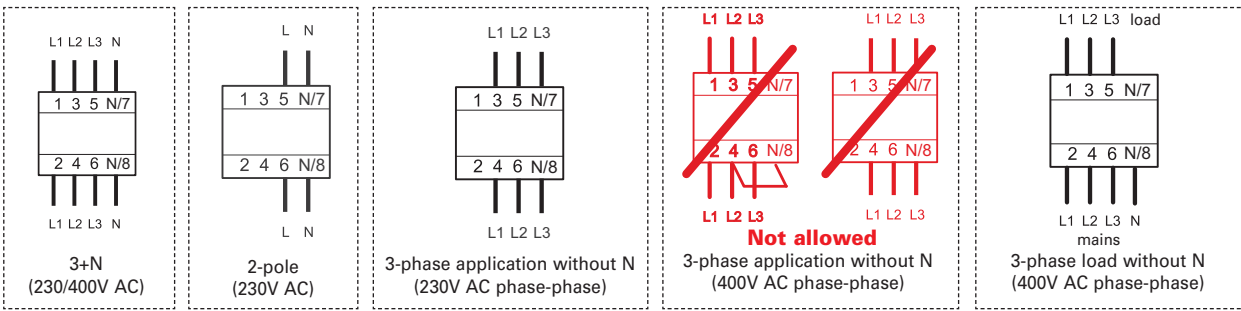 L1 L2 L3 N
1 3 5 N/7
2 4 6 N/8
L1 L2 L3 N
3+N
(230/400V AC)
L N
1 3 5 N/7
2 4 6 N/8
L N
2-pole
(230V AC)
L1 L2 L3
1 3 5 N/7
2 4 6 N/8
L1 L2 L3
3-phase application without N
(230V AC phase-phase)
L1 L2 L3
1 3 5 N/7
2 4 6 N/8
L1 L2 L3
L1 L2 L3
1 3 5 N/7
2 4 6 N/8
L1 L2 L3
Not allowed
3-phase application without N
(400V AC phase-phase)
L1 L2 L3 load
1 3 5 N/7
2 4 6 N/8
L1 L2 L3 N
mains
3-phase load without N
(400V AC phase-phase)